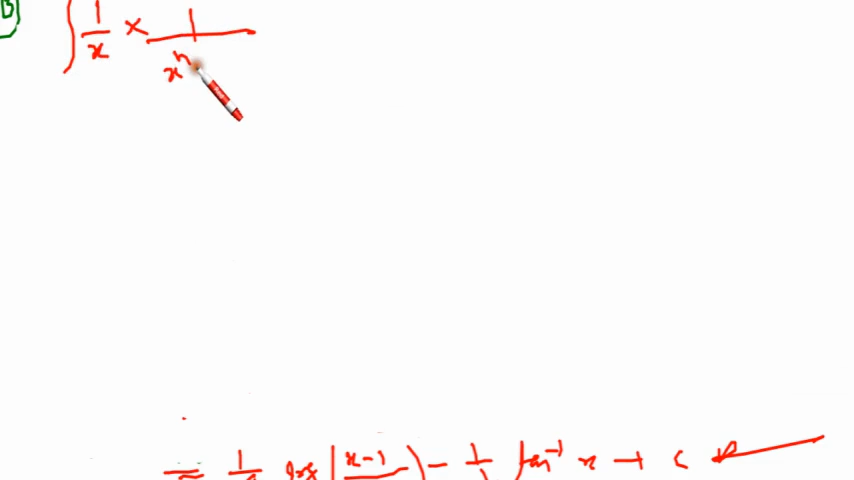 B) ∫ 1/x × 1/xⁿ
= 1/4 log |x-1| - 1/2 tan⁻¹ x + c